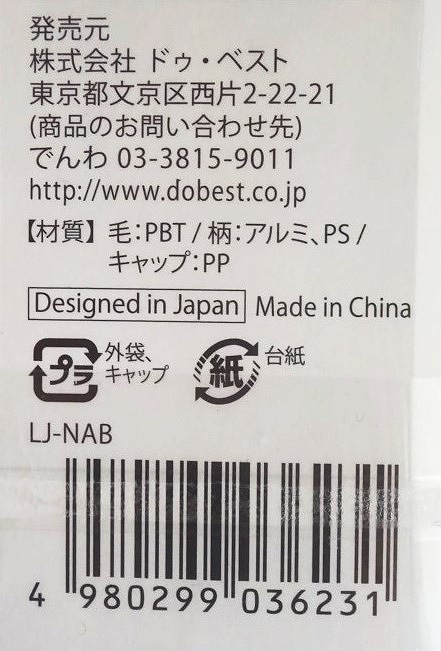 発売元
株式会社 ドゥ・ベスト
東京都文京区西片2-22-21
(商品のお問い合わせ先)
でんわ 03-3815-9011
http://www.dobest.co.jp
【材質】毛:PBT / 柄:アルミ、PS /
キャップ:PP
Designed in Japan Made in China
プラ 外袋、
キャップ
紙 台紙
LJ-NAB
4 980299 036231